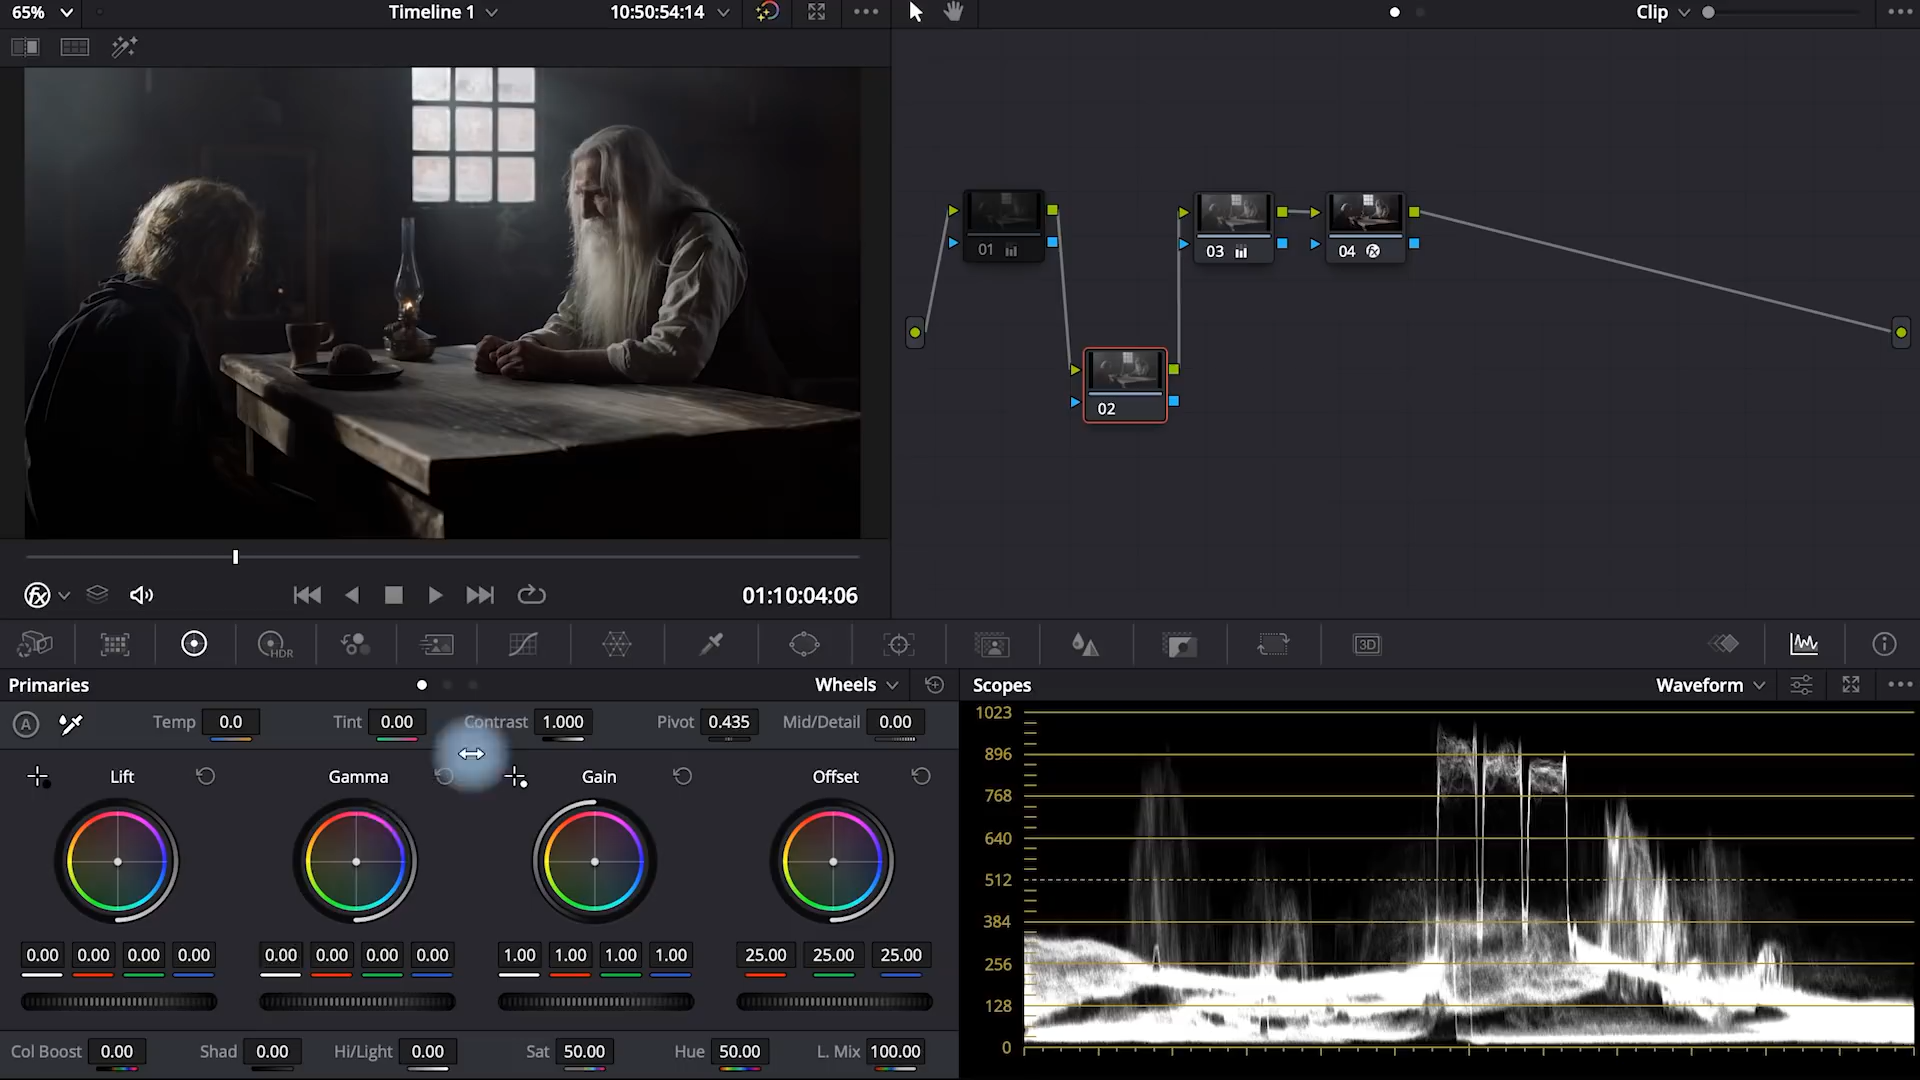 65% Timeline 1 10:50:54:14 Clip
01
03
04
02
01:10:04:06
HDR
3D
Primaries Wheels Scopes Waveform
A Temp 0.0 Tint 0.00 Contrast 1.000 Pivot 0.435 Mid/Detail 0.00
Lift Gamma Gain Offset
0.00 0.00 0.00 0.00 0.00 0.00 0.00 0.00 1.00 1.00 1.00 1.00 25.00 25.00 25.00
Col Boost 0.00 Shad 0.00 Hi/Light 0.00 Sat 50.00 Hue 50.00 L. Mix 100.00
1023
896
768
640
512
384
256
128
0